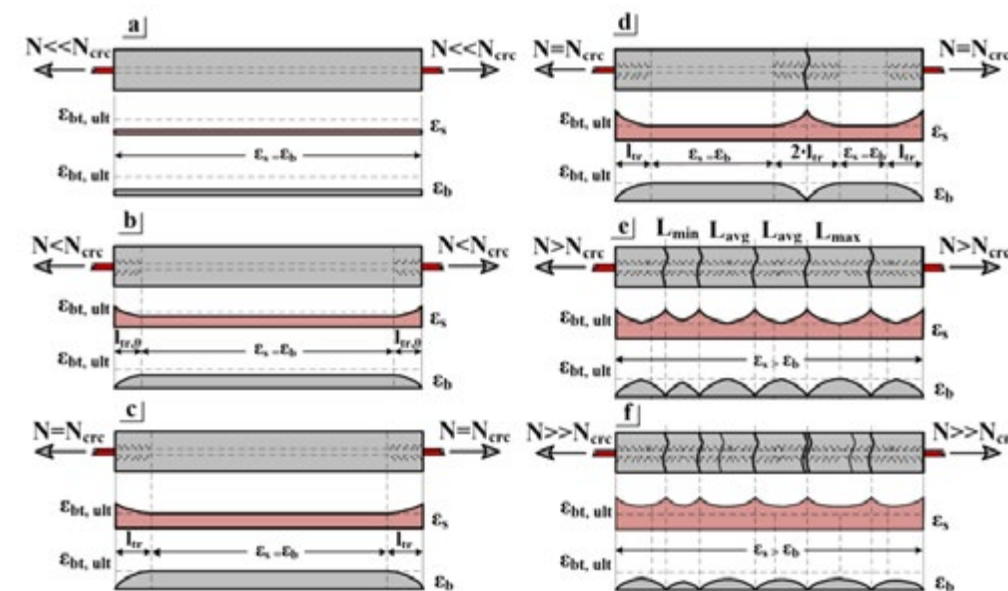 a
N<<Ncrc N<<Ncrc
εbt, ult εs
εs = εb
εbt, ult εb
b
N<Ncrc N<Ncrc
εbt, ult εs
ltr,0 εs = εb ltr,0
εbt, ult εb
c
N=Ncrc N=Ncrc
εbt, ult εs
ltr εs = εb ltr
εbt, ult εb
d
N=Ncrc N=Ncrc
εbt, ult εs
ltr εs = εb 2·ltr εs = εb ltr
εbt, ult εb
e Lmin Lavg Lavg Lmax
N>Ncrc N>Ncrc
εbt, ult εs
εs > εb
εbt, ult εb
f
N>>Ncrc N>>Ncr
εbt, ult εs
εs > εb
εbt, ult εb